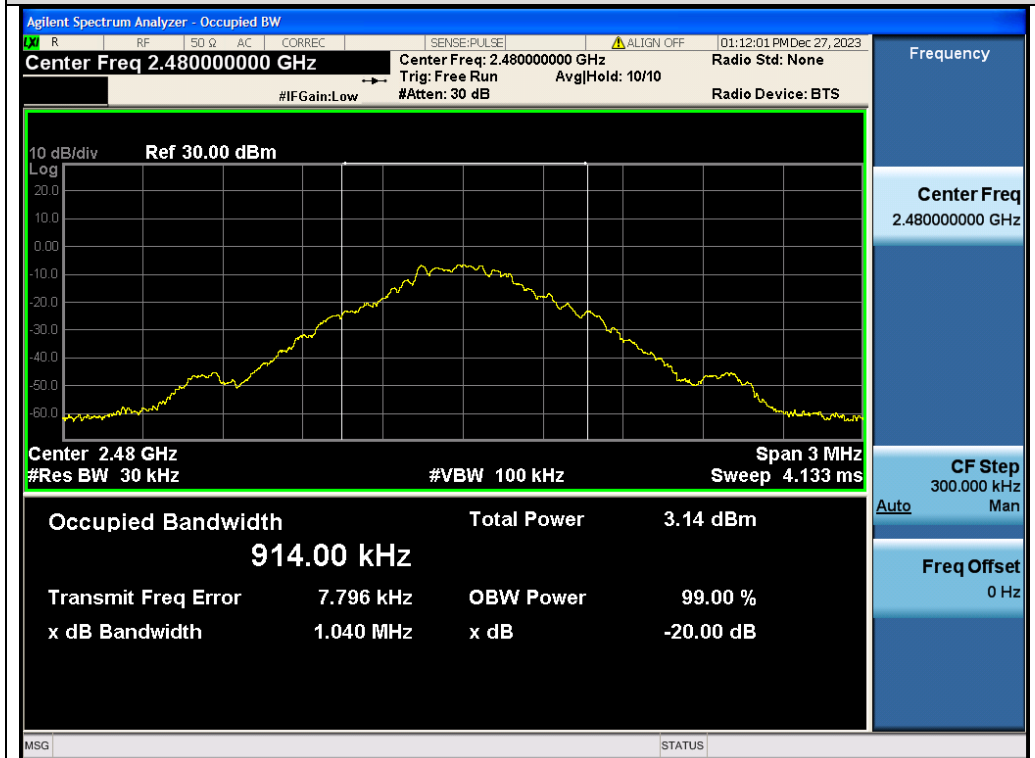 Agilent Spectrum Analyzer - Occupied BW
LXI R RF 50 Ω AC CORREC SENSE:PULSE ALIGN OFF 01:12:01 PM Dec 27, 2023
Center Freq 2.480000000 GHz
Center Freq: 2.480000000 GHz Radio Std: None
Trig: Free Run Avg|Hold: 10/10
#IFGain:Low #Atten: 30 dB Radio Device: BTS
10 dB/div Ref 30.00 dBm
Log
20.0
10.0
0.00
-10.0
-20.0
-30.0
-40.0
-50.0
-60.0
Center 2.48 GHz Span 3 MHz
#Res BW 30 kHz #VBW 100 kHz Sweep 4.133 ms
Occupied Bandwidth Total Power 3.14 dBm
914.00 kHz
Transmit Freq Error 7.796 kHz OBW Power 99.00 %
x dB Bandwidth 1.040 MHz x dB -20.00 dB
Frequency
Center Freq
2.480000000 GHz
CF Step
300.000 kHz
Auto Man
Freq Offset
0 Hz
MSG STATUS